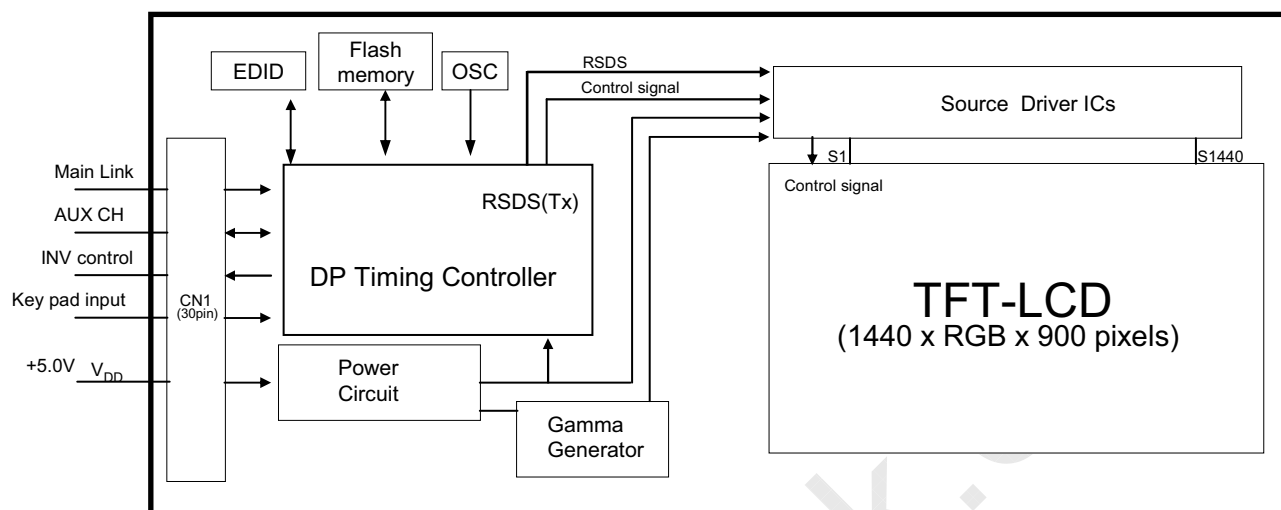 EDID
Flash
memory
OSC
RSDS
Control signal
Source Driver ICs
S1
S1440
Main Link
AUX CH
INV control
Key pad input
+5.0V VDD
CN1
(30pin)
RSDS(Tx)
DP Timing Controller
Control signal
TFT-LCD
(1440 x RGB x 900 pixels)
Power
Circuit
Gamma
Generator